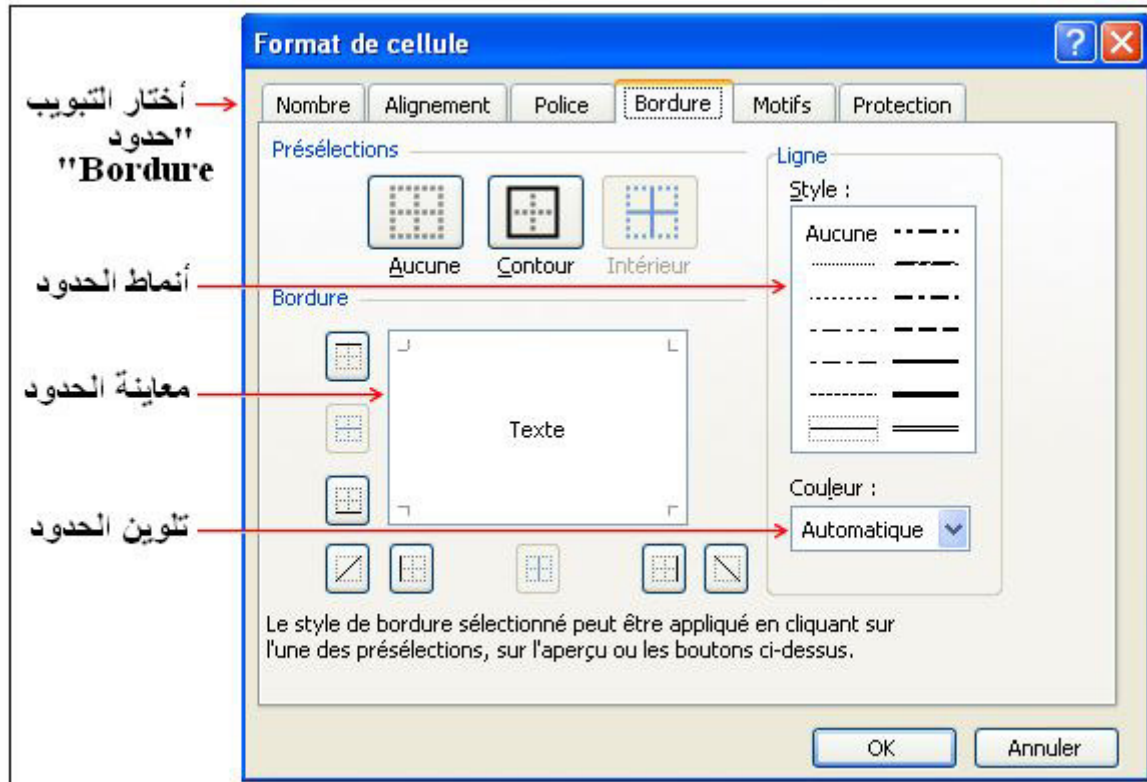 Format de cellule
Nombre Alignement Police Bordure Motifs Protection
أختار التبويب
"حدود
Bordure"
Présélections
Aucune Contour Intérieur
Ligne
Style :
Aucune
أنماط الحدود
Bordure
معاينة الحدود
Texte
Couleur :
Automatique
تلوين الحدود
Le style de bordure sélectionné peut être appliqué en cliquant sur
l'une des présélections, sur l'aperçu ou les boutons ci-dessus.
OK Annuler